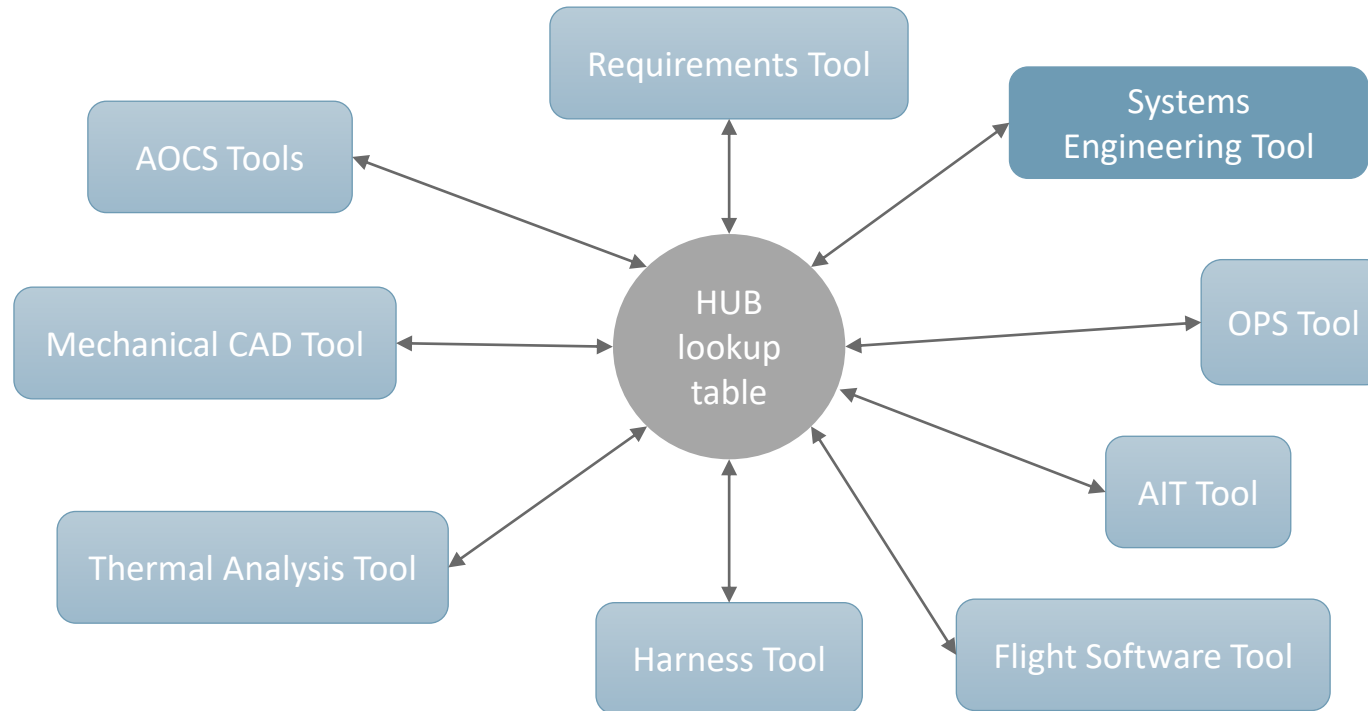 Requirements Tool
Systems
Engineering Tool
AOCS Tools
HUB
lookup
table
OPS Tool
Mechanical CAD Tool
AIT Tool
Thermal Analysis Tool
Harness Tool
Flight Software Tool